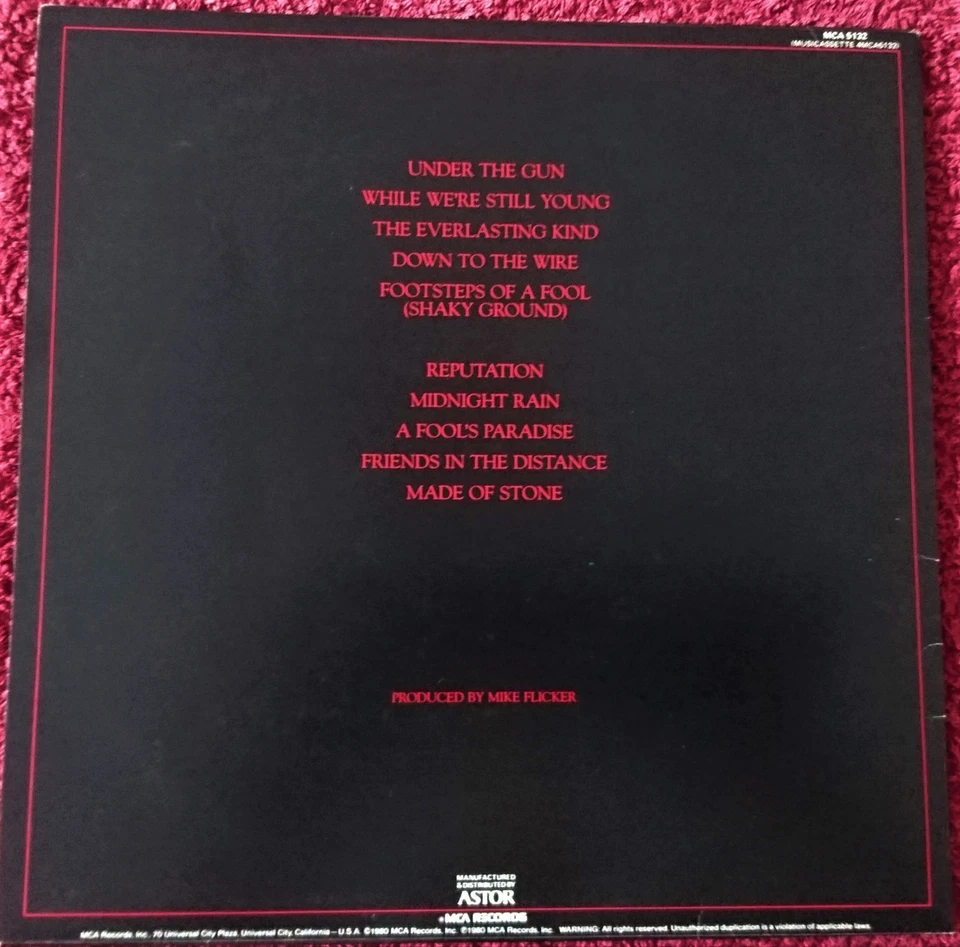 MCA 5132
(MUSICASSETTE 4MCA5132)
UNDER THE GUN
WHILE WE'RE STILL YOUNG
THE EVERLASTING KIND
DOWN TO THE WIRE
FOOTSTEPS OF A FOOL
(SHAKY GROUND)
REPUTATION
MIDNIGHT RAIN
A FOOL'S PARADISE
FRIENDS IN THE DISTANCE
MADE OF STONE
PRODUCED BY MIKE FLICKER
MANUFACTURED
& DISTRIBUTED BY
ASTOR
MCA RECORDS
MCA Records, Inc., 70 Universal City Plaza, Universal City, California – U.S.A. ©1980 MCA Records, Inc. ℗1980 MCA Records, Inc. WARNING: All rights reserved. Unauthorized duplication is a violation of applicable laws.